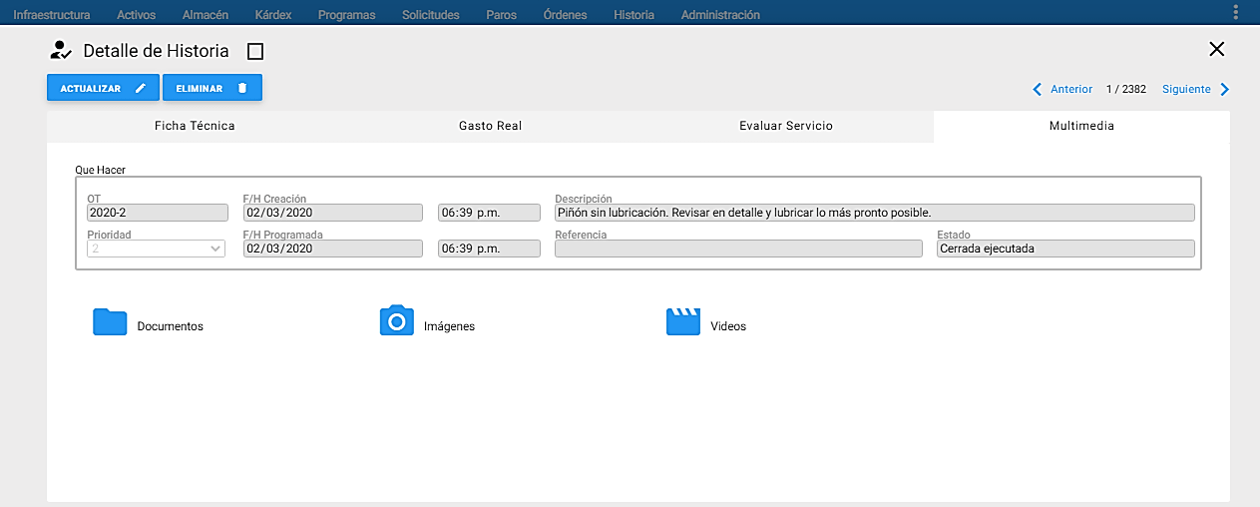 Infraestructura Activos Almacén Kárdex Programas Solicitudes Paros Órdenes Historia Administración
Detalle de Historia
ACTUALIZAR ELIMINAR Anterior 1 / 2382 Siguiente
Ficha Técnica Gasto Real Evaluar Servicio Multimedia
Que Hacer
OT F/H Creación Descripción
2020-2 02/03/2020 06:39 p.m. Piñón sin lubricación. Revisar en detalle y lubricar lo más pronto posible.
Prioridad F/H Programada Referencia Estado
2 02/03/2020 06:39 p.m. Cerrada ejecutada
Documentos Imágenes Videos